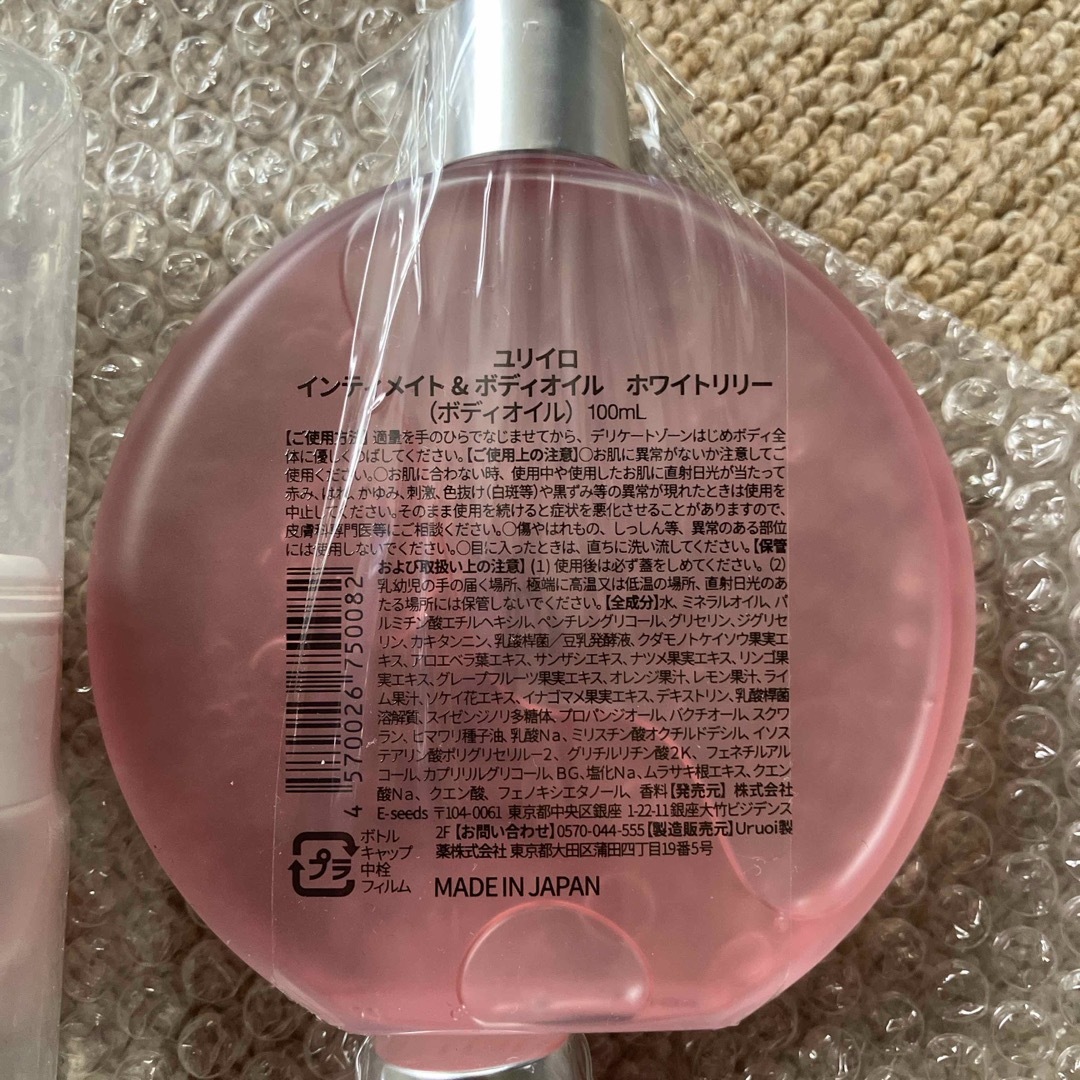 ユリイロ
インティメイト & ボディオイル ホワイトリリー
（ボディオイル）100mL
【ご使用方法】適量を手のひらでなじませてから、デリケートゾーンはじめボディ全
体に優しくのばしてください。【ご使用上の注意】○お肌に異常がないか注意してご
使用ください。○お肌に合わない時、使用中や使用したお肌に直射日光が当たって
赤み、はれ、かゆみ、刺激、色抜け（白斑等）や黒ずみ等の異常が現れたときは使用を
中止してください。そのまま使用を続けると症状を悪化させることがありますので、
皮膚科専門医等にご相談ください。○傷やはれもの、しっしん等、異常のある部位
には使用しないでください。○目に入ったときは、直ちに洗い流してください。【保管
および取扱い上の注意】（1）使用後は必ず蓋をしめてください。（2）
乳幼児の手の届く場所、極端に高温又は低温の場所、直射日光のあ
たる場所には保管しないでください。【全成分】水、ミネラルオイル、パ
ルミチン酸エチルヘキシル、ペンチレングリコール、グリセリン、ジグリセ
リン、カキタンニン、乳酸桿菌／豆乳発酵液、クダモノトケイソウ果実エ
キス、アロエベラ葉エキス、サンザシエキス、ナツメ果実エキス、リンゴ果
実エキス、グレープフルーツ果実エキス、オレンジ果汁、レモン果汁、ライ
ム果汁、ソケイ花エキス、イナゴマメ果実エキス、デキストリン、乳酸桿菌
溶解質、スイゼンジノリ多糖体、プロパンジオール、バクチオール、スクワ
ラン、ヒマワリ種子油、乳酸Na、ミリスチン酸オクチルドデシル、イソス
テアリン酸ポリグリセリル－2、グリチルリチン酸2K、フェネチルアル
コール、カプリリルグリコール、BG、塩化Na、ムラサキ根エキス、クエン
酸Na、クエン酸、フェノキシエタノール、香料【発売元】株式会社
E-seeds 〒104-0061 東京都中央区銀座 1-22-11銀座大竹ビジデンス
2F【お問い合わせ】0570-044-555【製造販売元】Uruoi製
薬株式会社 東京都大田区蒲田四丁目19番5号
4 570026 750082
プラ
ボトル
キャップ
中栓
フィルム
MADE IN JAPAN